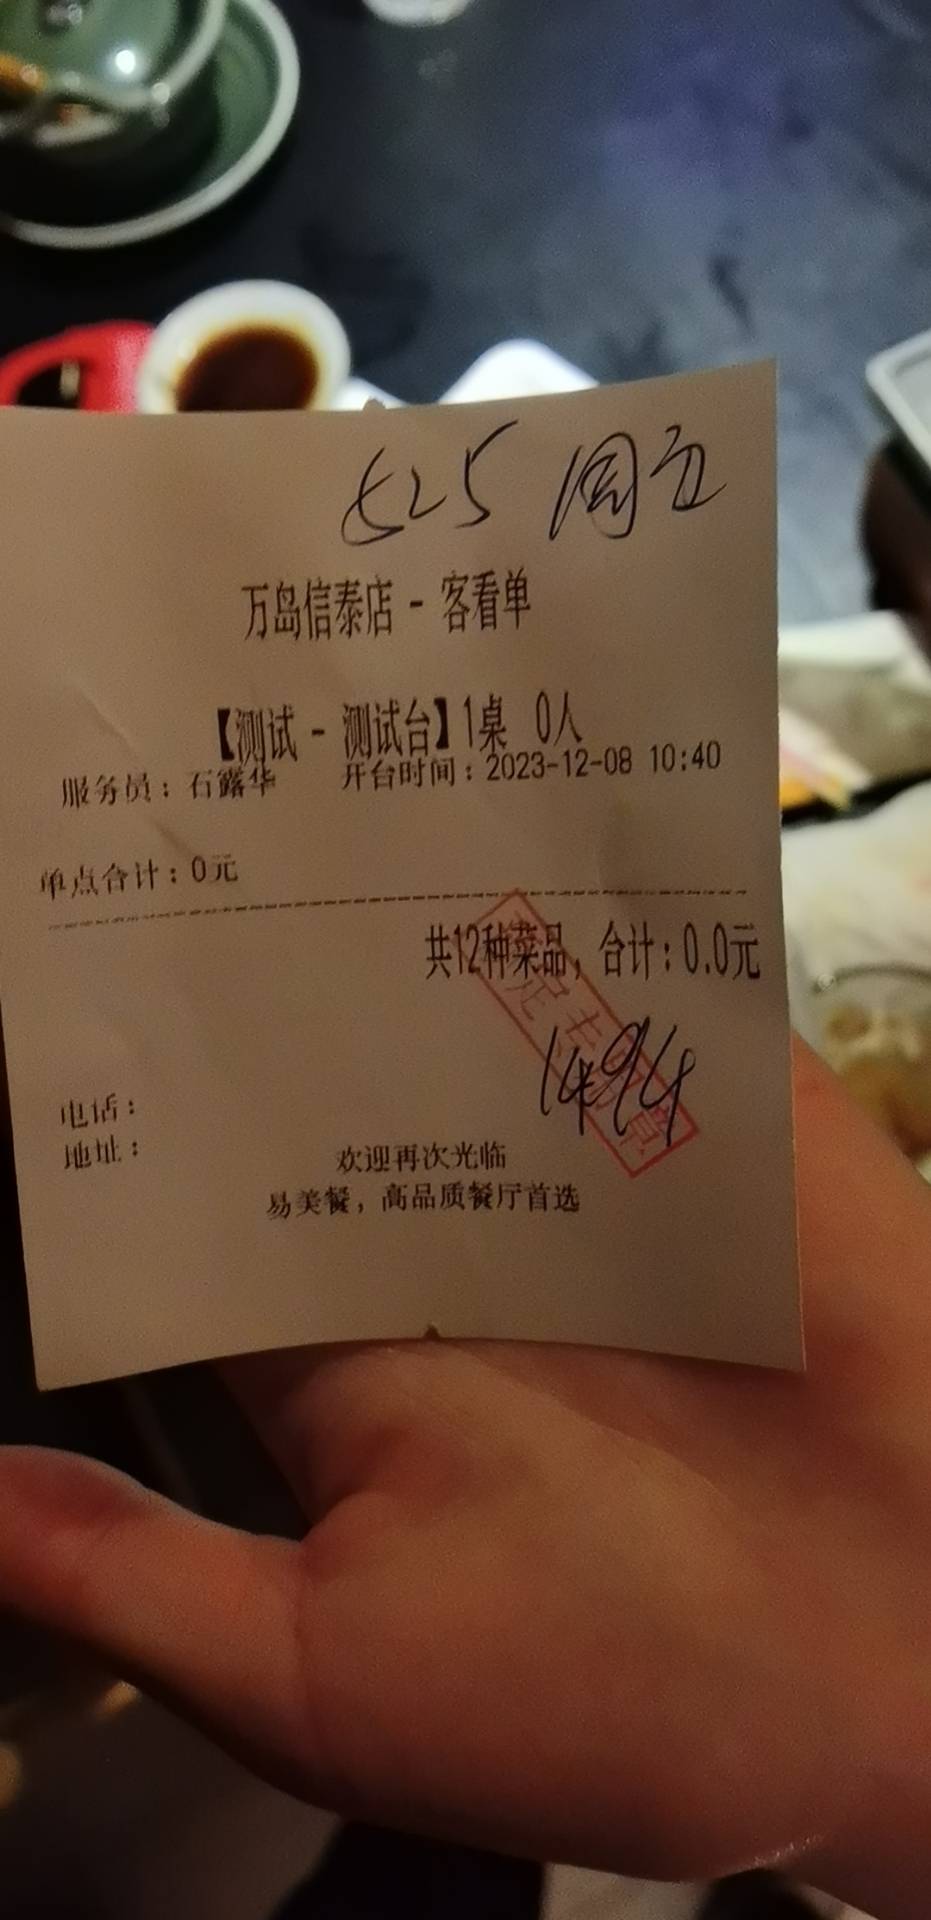 525 周五
万岛信泰店 - 客看单
【测试 - 测试台】1桌 0人
服务员：石露华 开台时间：2023-12-08 10:40
单点合计：0元
共12种菜品，合计：0.0元
1494
电话：
地址：
欢迎再次光临
易美餐，高品质餐厅首选